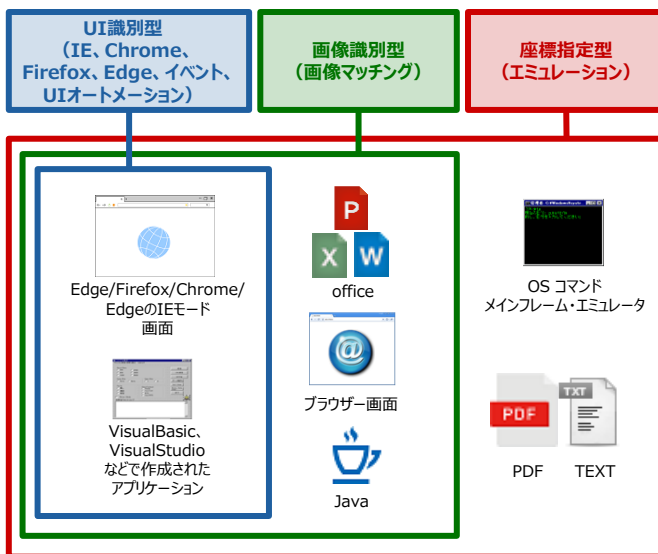 UI識別型
（IE、Chrome、
Firefox、Edge、イベント、
UIオートメーション）
画像識別型
（画像マッチング）
座標指定型
（エミュレーション）
Edge/Firefox/Chrome/
EdgeのIEモード
画面
VisualBasic、
VisualStudio
などで作成された
アプリケーション
P
X
W
office
@
ブラウザー画面
Java
OS コマンド
メインフレーム・エミュレータ
PDF
TXT
PDF
TEXT